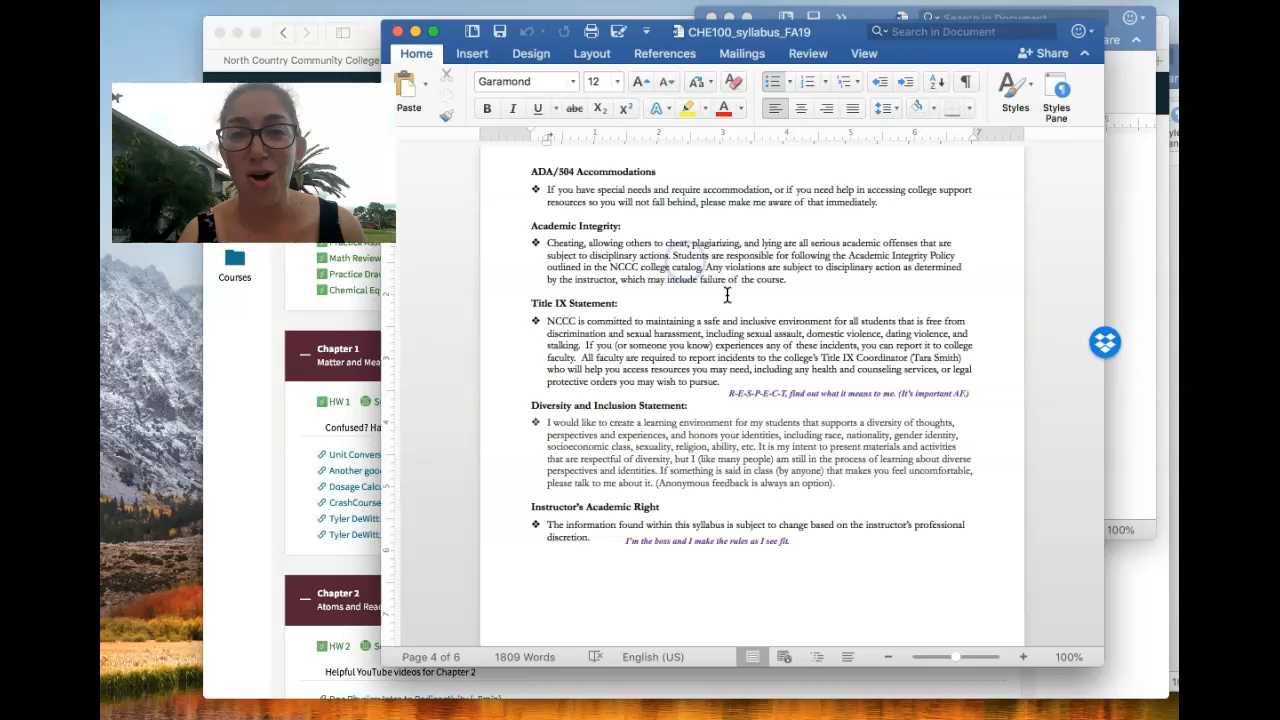 Search in Document
CHE100_syllabus_FA19
Search in Document
Home
Insert
Design
Layout
References
Mailings
Review
View
Share
North Country Community College
Garamond
12
Paste
Styles
Styles
Pane
1
2
3
4
5
6
7
ADA/504 Accommodations
❖ If you have special needs and require accommodation, or if you need help in accessing college support
resources so you will not fall behind, please make me aware of that immediately.
Academic Integrity:
❖ Cheating, allowing others to cheat, plagiarizing, and lying are all serious academic offenses that are
subject to disciplinary actions. Students are responsible for following the Academic Integrity Policy
outlined in the NCCC college catalog. Any violations are subject to disciplinary action as determined
by the instructor, which may include failure of the course.
Title IX Statement:
❖ NCCC is committed to maintaining a safe and inclusive environment for all students that is free from
discrimination and sexual harassment, including sexual assault, domestic violence, dating violence, and
stalking. If you (or someone you know) experiences any of these incidents, you can report it to college
faculty. All faculty are required to report incidents to the college's Title IX Coordinator (Tara Smith)
who will help you access resources you may need, including any health and counseling services, or legal
protective orders you may wish to pursue.
R-E-S-P-E-C-T, find out what it means to me. (It's important AF.)
Diversity and Inclusion Statement:
❖ I would like to create a learning environment for my students that supports a diversity of thoughts,
perspectives and experiences, and honors your identities, including race, nationality, gender identity,
socioeconomic class, sexuality, religion, ability, etc. It is my intent to present materials and activities
that are respectful of diversity, but I (like many people) am still in the process of learning about diverse
perspectives and identities. If something is said in class (by anyone) that makes you feel uncomfortable,
please talk to me about it. (Anonymous feedback is always an option).
Instructor's Academic Right
❖ The information found within this syllabus is subject to change based on the instructor's professional
discretion.
I'm the boss and I make the rules as I see fit.
Page 4 of 6
1809 Words
English (US)
100%
100%
Courses
Math Review
Practice Dra
Chemical Eq
Chapter 1
Matter and Mea
HW 1
Confused? Ha
Unit Convers
Another good
Dosage Calc
CrashCourse
Tyler DeWitt
Tyler DeWitt
Chapter 2
Atoms and Read
HW 2
Helpful YouTube videos for Chapter 2